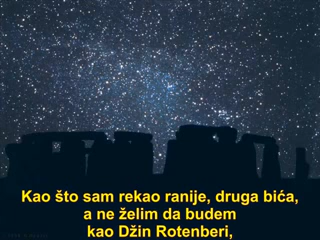 Kao što sam rekao ranije, druga bića,
a ne želim da budem
kao Džin Rotenberi,